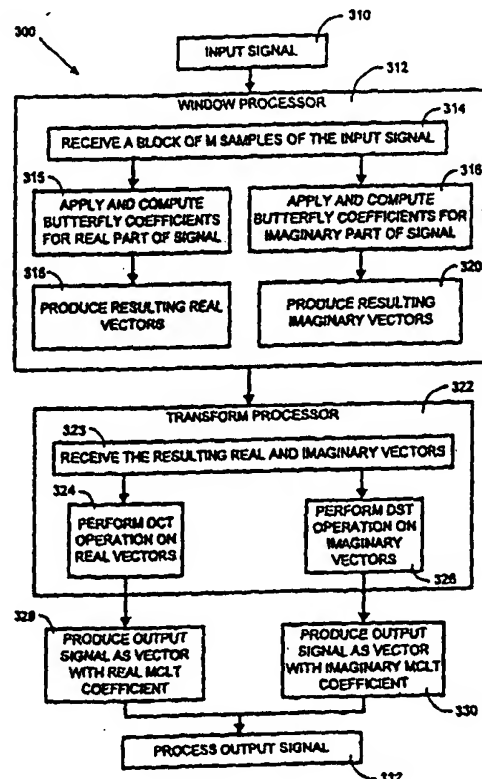 300
310
INPUT SIGNAL
312
WINDOW PROCESSOR
314
RECEIVE A BLOCK OF M SAMPLES OF THE INPUT SIGNAL
315
APPLY AND COMPUTE
BUTTERFLY COEFFICIENTS
FOR REAL PART OF SIGNAL
316
APPLY AND COMPUTE
BUTTERFLY COEFFICIENTS FOR
IMAGINARY PART OF SIGNAL
318
PRODUCE RESULTING REAL
VECTORS
320
PRODUCE RESULTING
IMAGINARY VECTORS
322
TRANSFORM PROCESSOR
323
RECEIVE THE RESULTING REAL AND IMAGINARY VECTORS
324
PERFORM DCT
OPERATION ON
REAL VECTORS
PERFORM DST
OPERATION ON
IMAGINARY
VECTORS
326
328
PRODUCE OUTPUT
SIGNAL AS VECTOR
WITH REAL MCLT
COEFFICIENT
PRODUCE OUTPUT
SIGNAL AS VECTOR
WITH IMAGINARY MCLT
COEFFICIENT
330
PROCESS OUTPUT SIGNAL
332